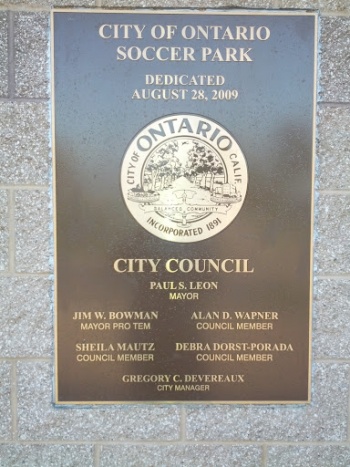 CITY OF ONTARIO
SOCCER PARK
DEDICATED
AUGUST 28, 2009
CITY OF ONTARIO CALIF.
BALANCED COMMUNITY
INCORPORATED 1891
CITY COUNCIL
PAUL S. LEON
MAYOR
JIM W. BOWMAN ALAN D. WAPNER
MAYOR PRO TEM COUNCIL MEMBER
SHEILA MAUTZ DEBRA DORST-PORADA
COUNCIL MEMBER COUNCIL MEMBER
GREGORY C. DEVEREAUX
CITY MANAGER